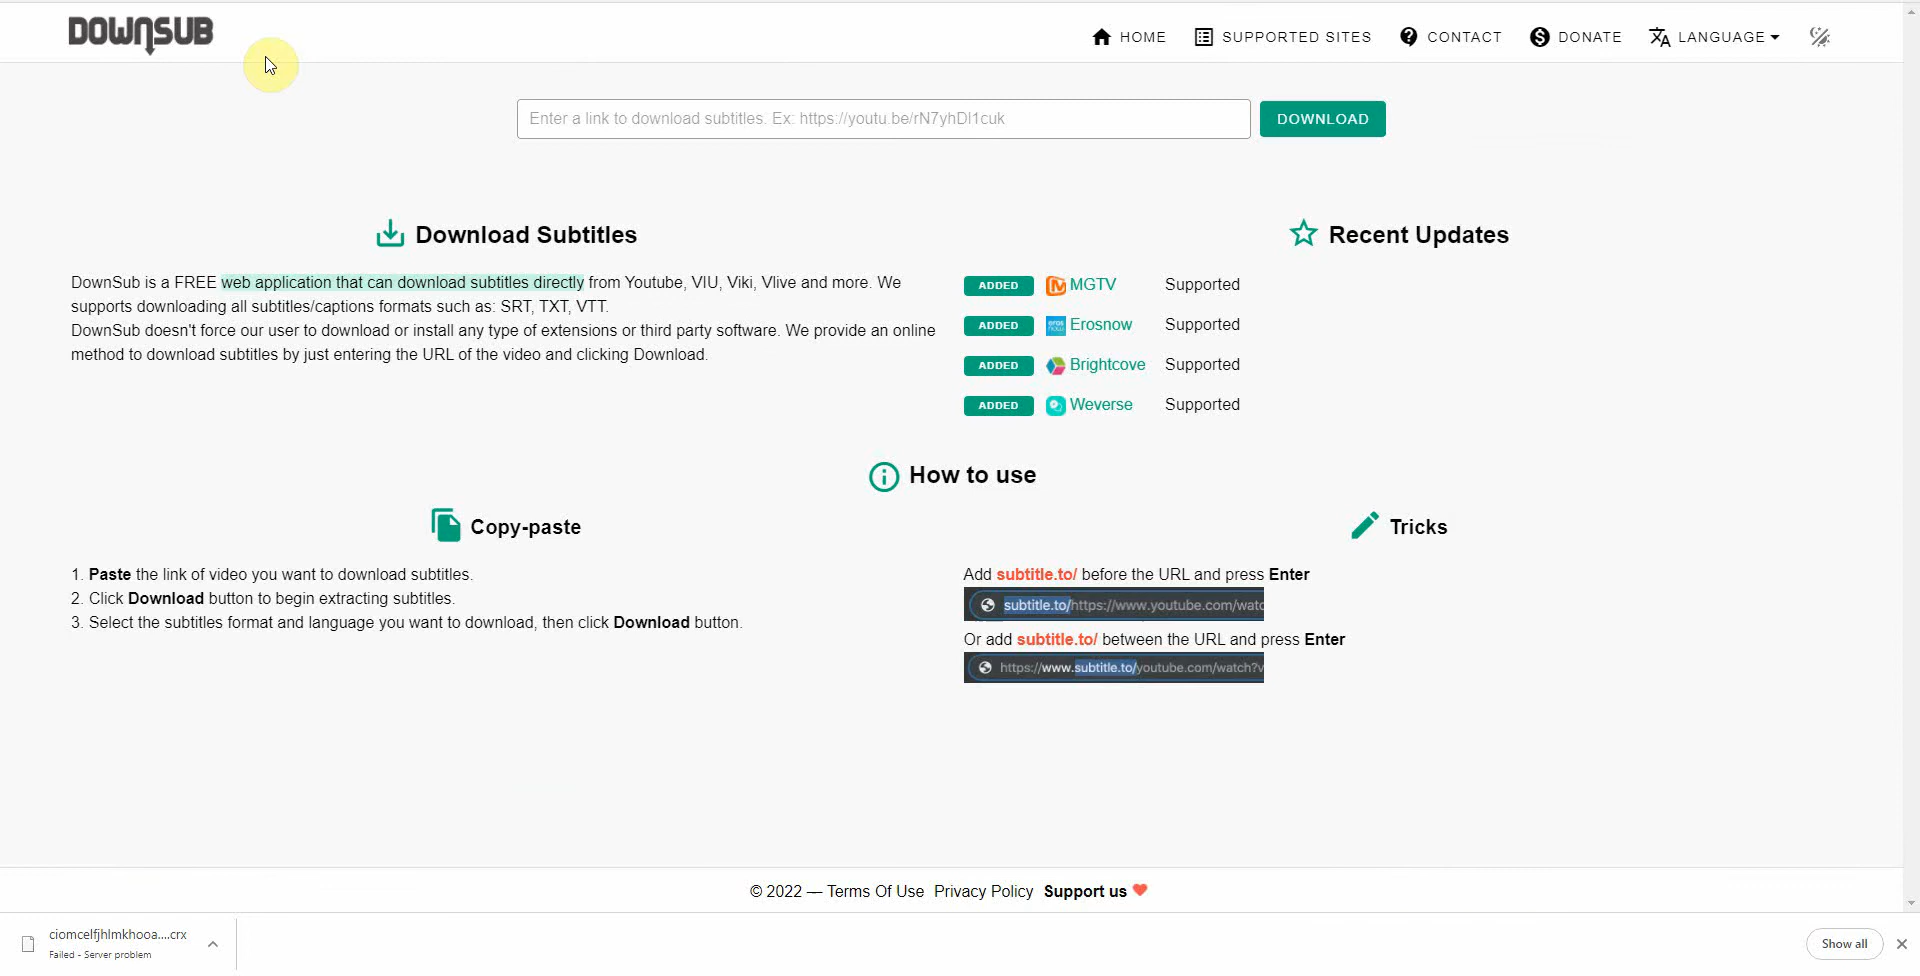 DOWNSUB
HOME
SUPPORTED SITES
CONTACT
DONATE
LANGUAGE
Enter a link to download subtitles. Ex: https://youtu.be/rN7yhDl1cuk
DOWNLOAD
Download Subtitles
DownSub is a FREE web application that can download subtitles directly from Youtube, VIU, Viki, Vlive and more. We
supports downloading all subtitles/captions formats such as: SRT, TXT, VTT.
DownSub doesn't force our user to download or install any type of extensions or third party software. We provide an online
method to download subtitles by just entering the URL of the video and clicking Download.
Recent Updates
ADDED MGTV Supported
ADDED Erosnow Supported
ADDED Brightcove Supported
ADDED Weverse Supported
How to use
Copy-paste
1. Paste the link of video you want to download subtitles.
2. Click Download button to begin extracting subtitles.
3. Select the subtitles format and language you want to download, then click Download button.
Tricks
Add subtitle.to/ before the URL and press Enter
subtitle.to/https://www.youtube.com/watc
Or add subtitle.to/ between the URL and press Enter
https://www.subtitle.to/youtube.com/watch?v
© 2022 — Terms Of Use Privacy Policy Support us
ciomcelfjhlmkhooa....crx
Failed - Server problem
Show all